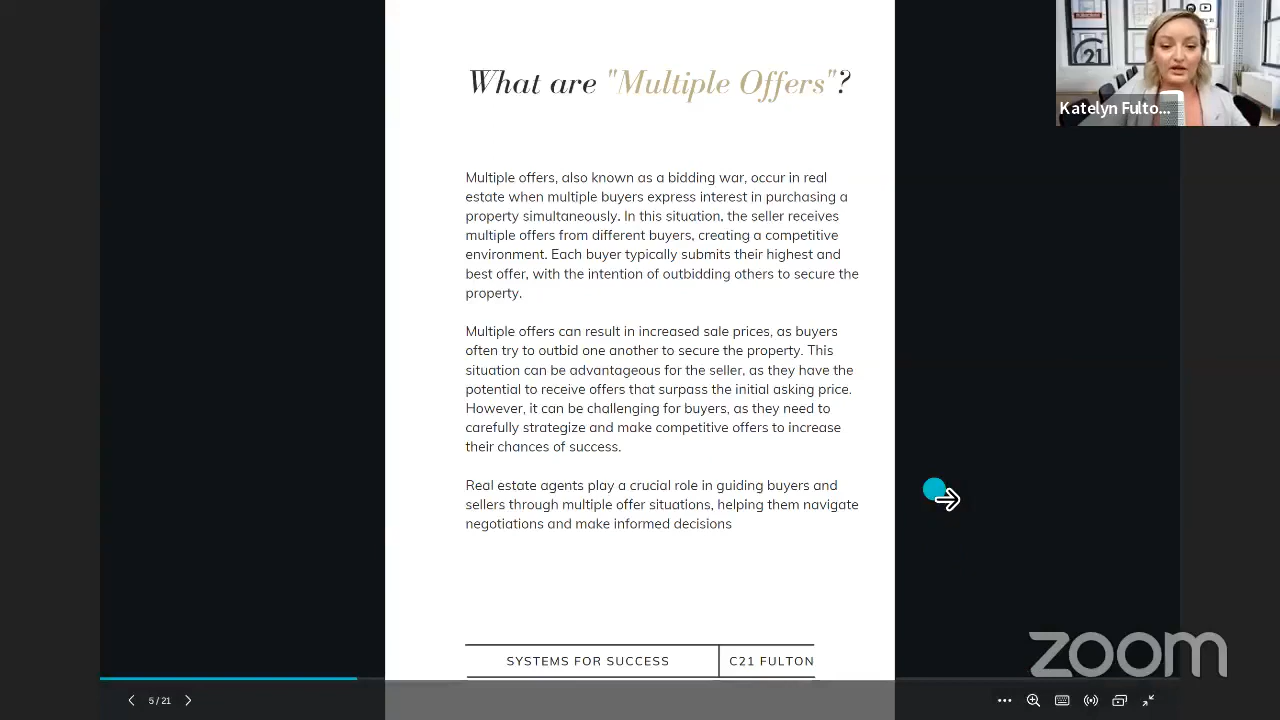 What are "Multiple Offers"?
21
Katelyn Fulto...
Multiple offers, also known as a bidding war, occur in real
estate when multiple buyers express interest in purchasing a
property simultaneously. In this situation, the seller receives
multiple offers from different buyers, creating a competitive
environment. Each buyer typically submits their highest and
best offer, with the intention of outbidding others to secure the
property.
Multiple offers can result in increased sale prices, as buyers
often try to outbid one another to secure the property. This
situation can be advantageous for the seller, as they have the
potential to receive offers that surpass the initial asking price.
However, it can be challenging for buyers, as they need to
carefully strategize and make competitive offers to increase
their chances of success.
Real estate agents play a crucial role in guiding buyers and
sellers through multiple offer situations, helping them navigate
negotiations and make informed decisions
SYSTEMS FOR SUCCESS
C21 FULTON
zoom
5 / 21